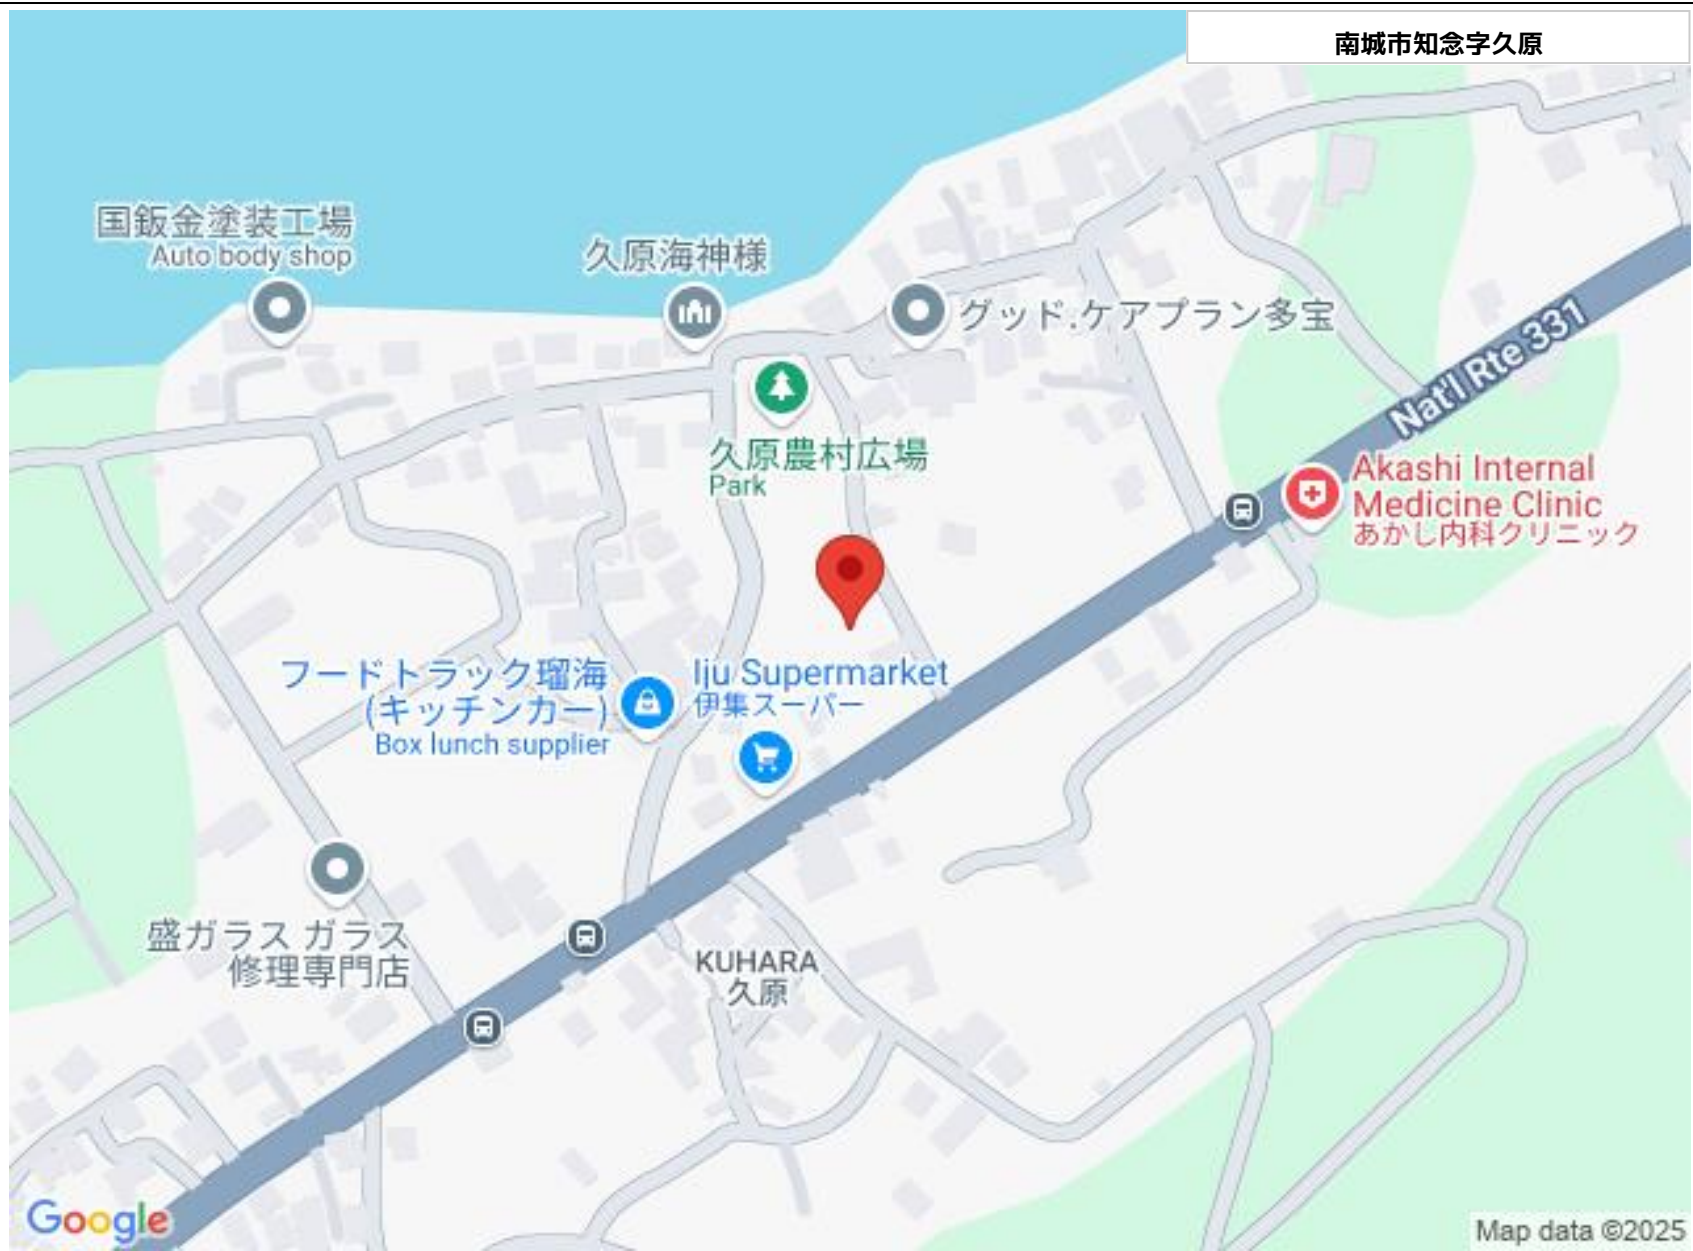 南城市知念字久原
国鈑金塗装工場
Auto body shop
久原海神様
グッド.ケアプラン多宝
Nat'l Rte 331
久原農村広場
Park
Akashi Internal
Medicine Clinic
あかし内科クリニック
フードトラック瑠海
(キッチンカー)
Box lunch supplier
Iju Supermarket
伊集スーパー
盛ガラス ガラス
修理専門店
KUHARA
久原
Google
Map data ©2025